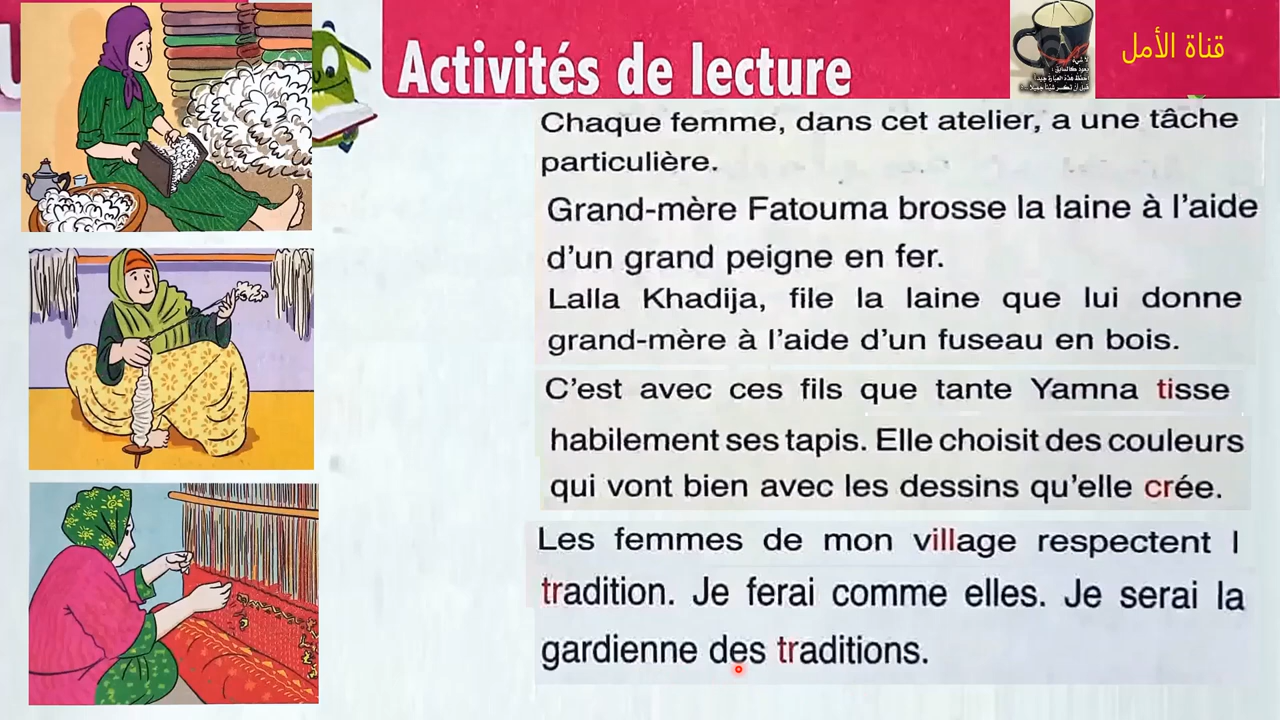 Activités de lecture
قناة الأمل
Chaque femme, dans cet atelier, a une tâche
particulière.
Grand-mère Fatouma brosse la laine à l'aide
d'un grand peigne en fer.
Lalla Khadija, file la laine que lui donne
grand-mère à l'aide d'un fuseau en bois.
C'est avec ces fils que tante Yamna tisse
habilement ses tapis. Elle choisit des couleurs
qui vont bien avec les dessins qu'elle crée.
Les femmes de mon village respectent l
tradition. Je ferai comme elles. Je serai la
gardienne des traditions.